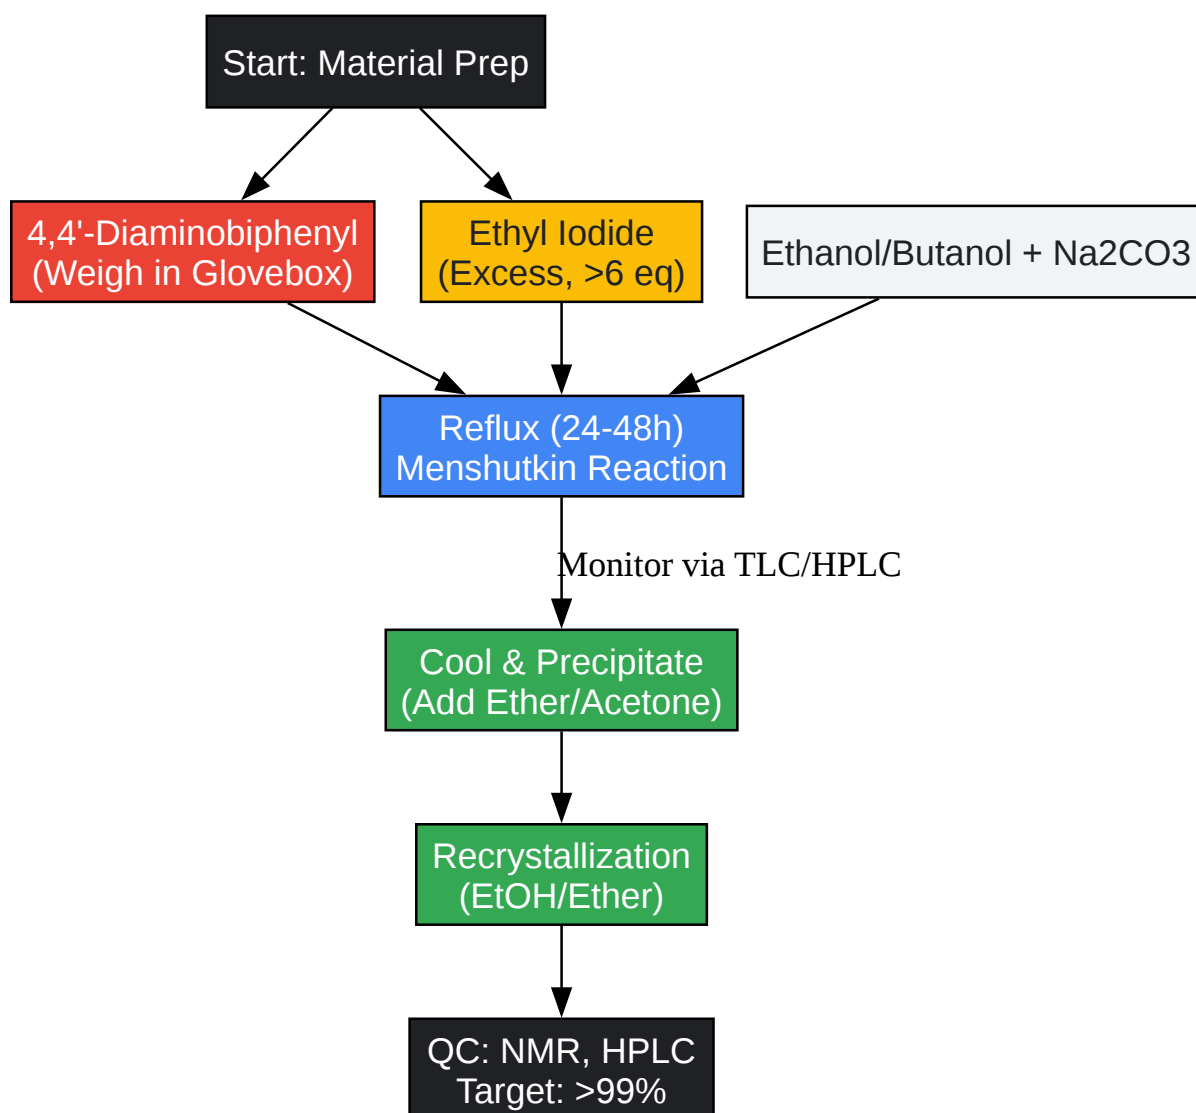 Start: Material Prep
4,4'-Diaminobiphenyl
(Weigh in Glovebox)
Ethyl Iodide
(Excess, >6 eq)
Ethanol/Butanol + Na2CO3
Reflux (24-48h)
Menshutkin Reaction
Monitor via TLC/HPLC
Cool & Precipitate
(Add Ether/Acetone)
Recrystallization
(EtOH/Ether)
QC: NMR, HPLC
Target: >99%